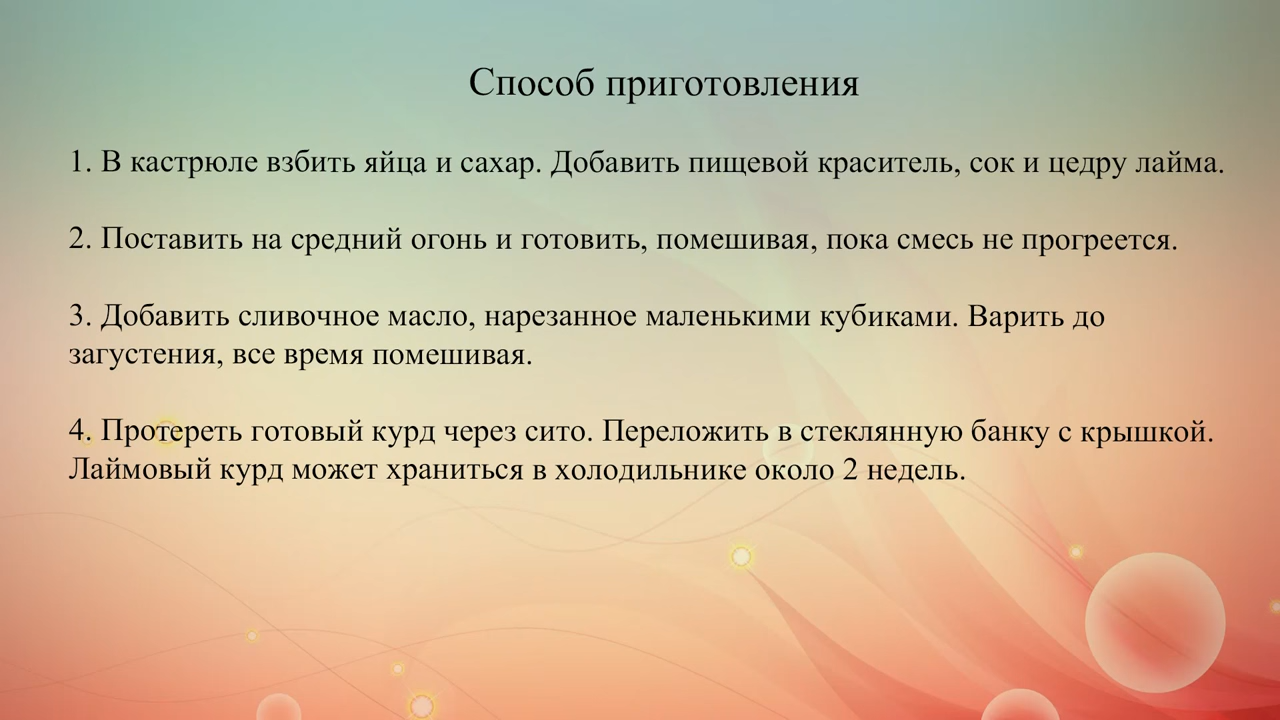 Способ приготовления
1. В кастрюле взбить яйца и сахар. Добавить пищевой краситель, сок и цедру лайма.
2. Поставить на средний огонь и готовить, помешивая, пока смесь не прогреется.
3. Добавить сливочное масло, нарезанное маленькими кубиками. Варить до
загустения, все время помешивая.
4. Протереть готовый курд через сито. Переложить в стеклянную банку с крышкой.
Лаймовый курд может храниться в холодильнике около 2 недель.